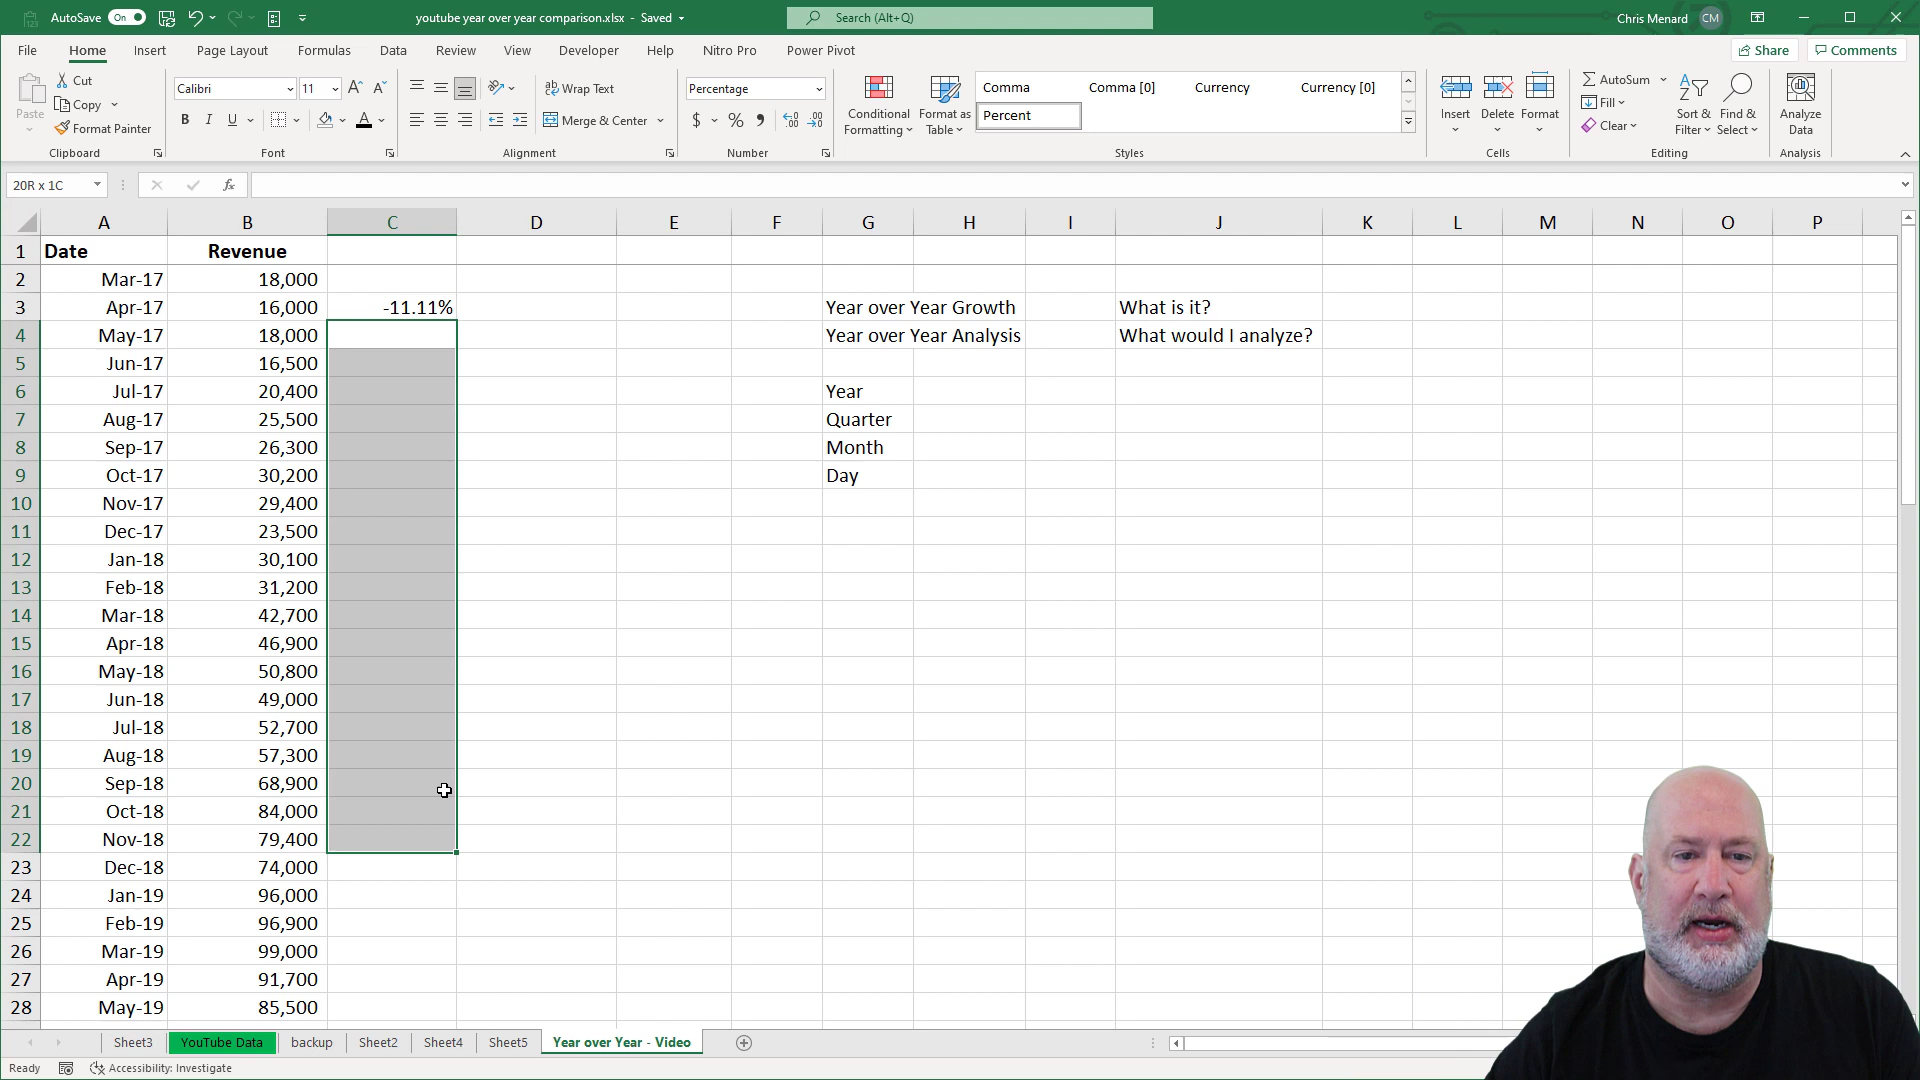 AutoSave On youtube year over year comparison.xlsx - Saved Search (Alt+Q) Chris Menard CM
File Home Insert Page Layout Formulas Data Review View Developer Help Nitro Pro Power Pivot Share Comments
Paste Cut Copy Format Painter Clipboard
Calibri 11 A A B I U A Font
ab Wrap Text Merge & Center Alignment
Percentage $ % 9 Number
Conditional Formatting Format as Table Comma Comma [0] Currency Currency [0] Percent Styles
Insert Delete Format Cells
AutoSum Fill Clear Sort & Filter Find & Select Editing
Analyze Data Analysis
20R x 1C fx
A B C D E F G H I J K L M N O P
1 Date Revenue
2 Mar-17 18,000
3 Apr-17 16,000 -11.11% Year over Year Growth What is it?
4 May-17 18,000 Year over Year Analysis What would I analyze?
5 Jun-17 16,500
6 Jul-17 20,400 Year
7 Aug-17 25,500 Quarter
8 Sep-17 26,300 Month
9 Oct-17 30,200 Day
10 Nov-17 29,400
11 Dec-17 23,500
12 Jan-18 30,100
13 Feb-18 31,200
14 Mar-18 42,700
15 Apr-18 46,900
16 May-18 50,800
17 Jun-18 49,000
18 Jul-18 52,700
19 Aug-18 57,300
20 Sep-18 68,900
21 Oct-18 84,000
22 Nov-18 79,400
23 Dec-18 74,000
24 Jan-19 96,000
25 Feb-19 96,900
26 Mar-19 99,000
27 Apr-19 91,700
28 May-19 85,500
Sheet3 YouTube Data backup Sheet2 Sheet4 Sheet5 Year over Year - Video
Ready Accessibility: Investigate